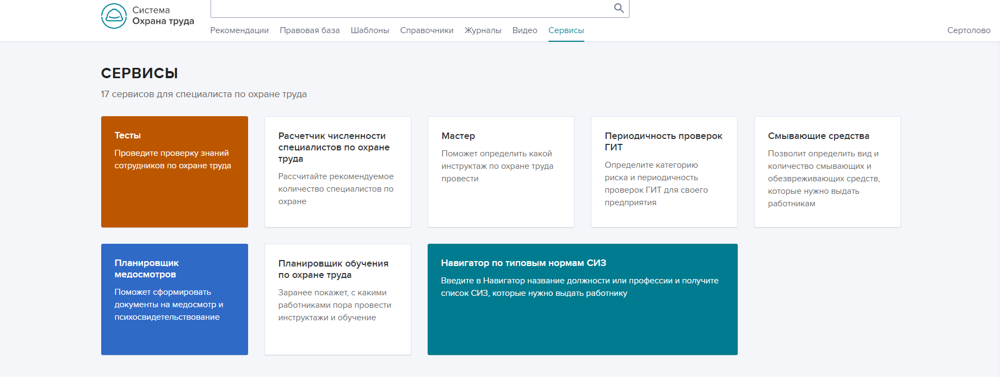 Система
Охрана труда
Рекомендации Правовая база Шаблоны Справочники Журналы Видео Сервисы Сертолово
СЕРВИСЫ
17 сервисов для специалиста по охране труда
Тесты
Проведите проверку знаний
сотрудников по охране труда
Расчетчик численности
специалистов по охране
труда
Рассчитайте рекомендуемое
количество специалистов по
охране
Мастер
Поможет определить какой
инструктаж по охране труда
провести
Периодичность проверок
ГИТ
Определите категорию
риска и периодичность
проверок ГИТ для своего
предприятия
Смывающие средства
Позволит определить вид и
количество смывающих и
обезвреживающих средств,
которые нужно выдать
работникам
Планировщик
медосмотров
Поможет сформировать
документы на медосмотр и
психосвидетельствование
Планировщик обучения
по охране труда
Заранее покажет, с какими
работниками пора провести
инструктажи и обучение
Навигатор по типовым нормам СИЗ
Введите в Навигатор название должности или профессии и получите
список СИЗ, которые нужно выдать работнику